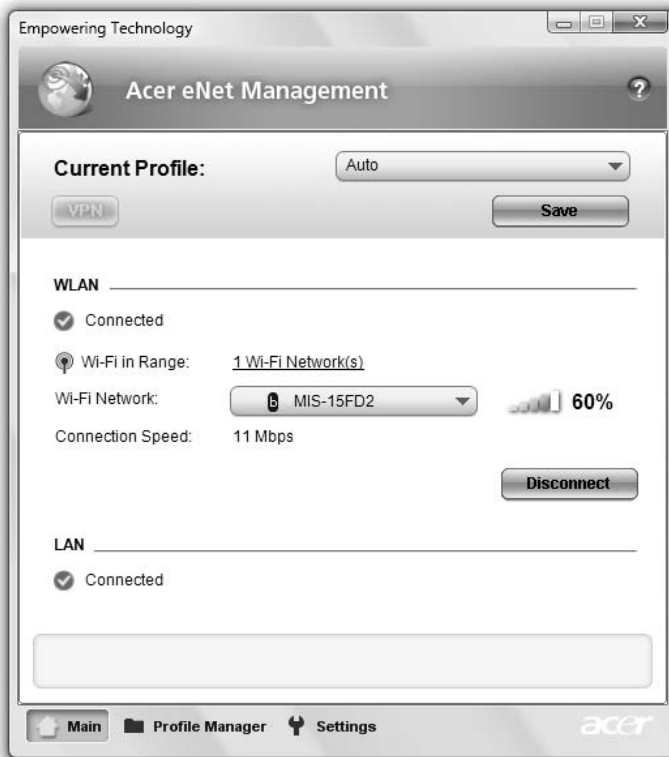 Empowering Technology
Acer eNet Management
?
Current Profile:
Auto
VPN
Save
WLAN
Connected
Wi-Fi in Range: 1 Wi-Fi Network(s)
Wi-Fi Network: b MIS-15FD2 60%
Connection Speed: 11 Mbps
Disconnect
LAN
Connected
Main Profile Manager Settings acer